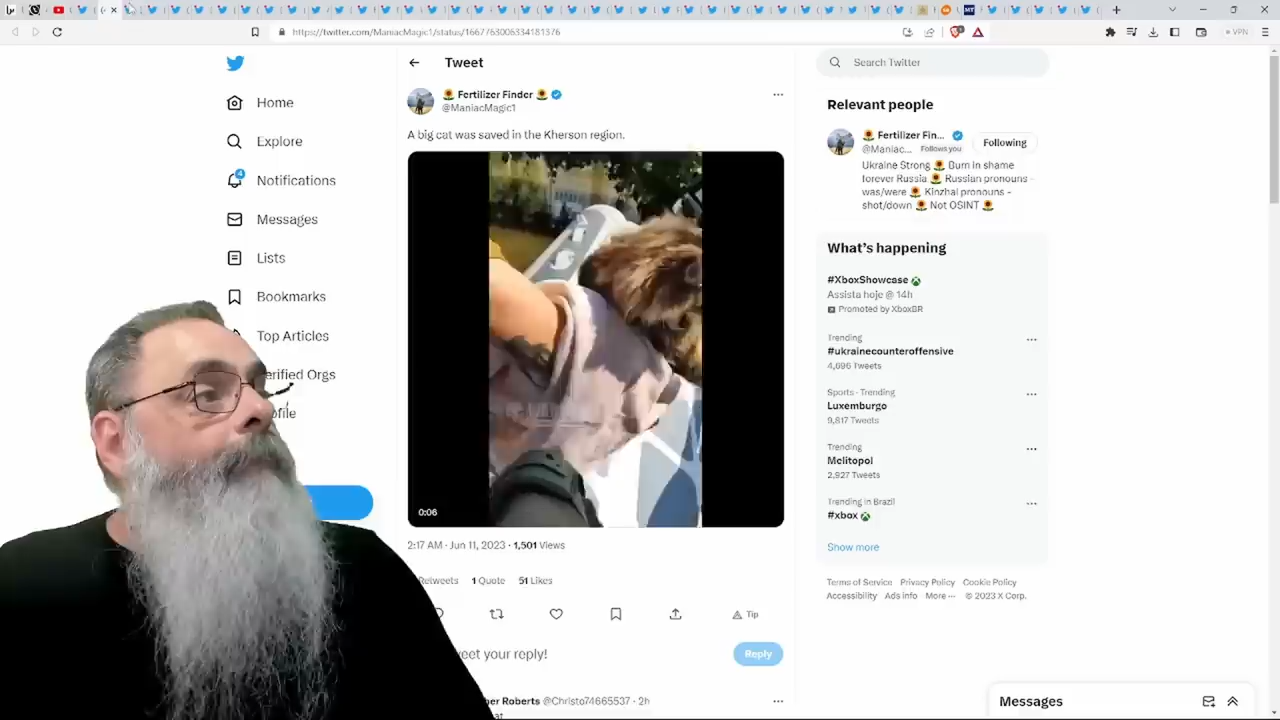 https://twitter.com/ManiacMagic1/status/1667763006334181376
VPN
Home
Explore
4
Notifications
Messages
Lists
Bookmarks
Top Articles
erified Orgs
ofile
Tweet
🌻 Fertilizer Finder 🌻
@ManiacMagic1
A big cat was saved in the Kherson region.
0:06
2:17 AM · Jun 11, 2023 · 1,501 Views
Retweets 1 Quote 51 Likes
Tip
eet your reply!
Reply
er Roberts @Christo74665537 · 2h
Search Twitter
Relevant people
🌻 Fertilizer Fin...
@Maniac... Follows you
Following
Ukraine Strong 🌻 Burn in shame
forever Russia 🌻 Russian pronouns -
was/were 🌻 Kinzhal pronouns -
shot/down 🌻 Not OSINT 🌻
What's happening
#XboxShowcase
Assista hoje @ 14h
Promoted by XboxBR
Trending
#ukrainecounteroffensive
4,696 Tweets
Sports · Trending
Luxemburgo
9,817 Tweets
Trending
Melitopol
2,927 Tweets
Trending in Brazil
#xbox
Show more
Terms of Service Privacy Policy Cookie Policy
Accessibility Ads info More ··· © 2023 X Corp.
Messages